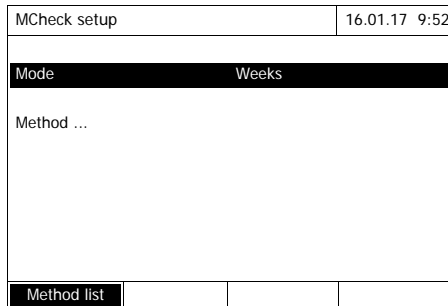 MCheck setup 16.01.17 9:52
Mode Weeks
Method ...
Method list